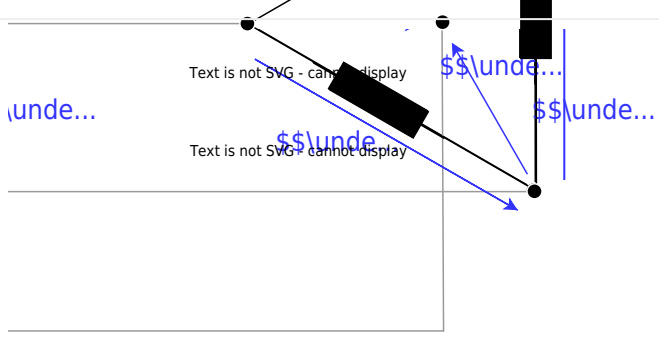 $$\unde...
Text is not SVG - cannot display
\unde...
$$\unde...
$$\unde...
Text is not SVG - cannot display